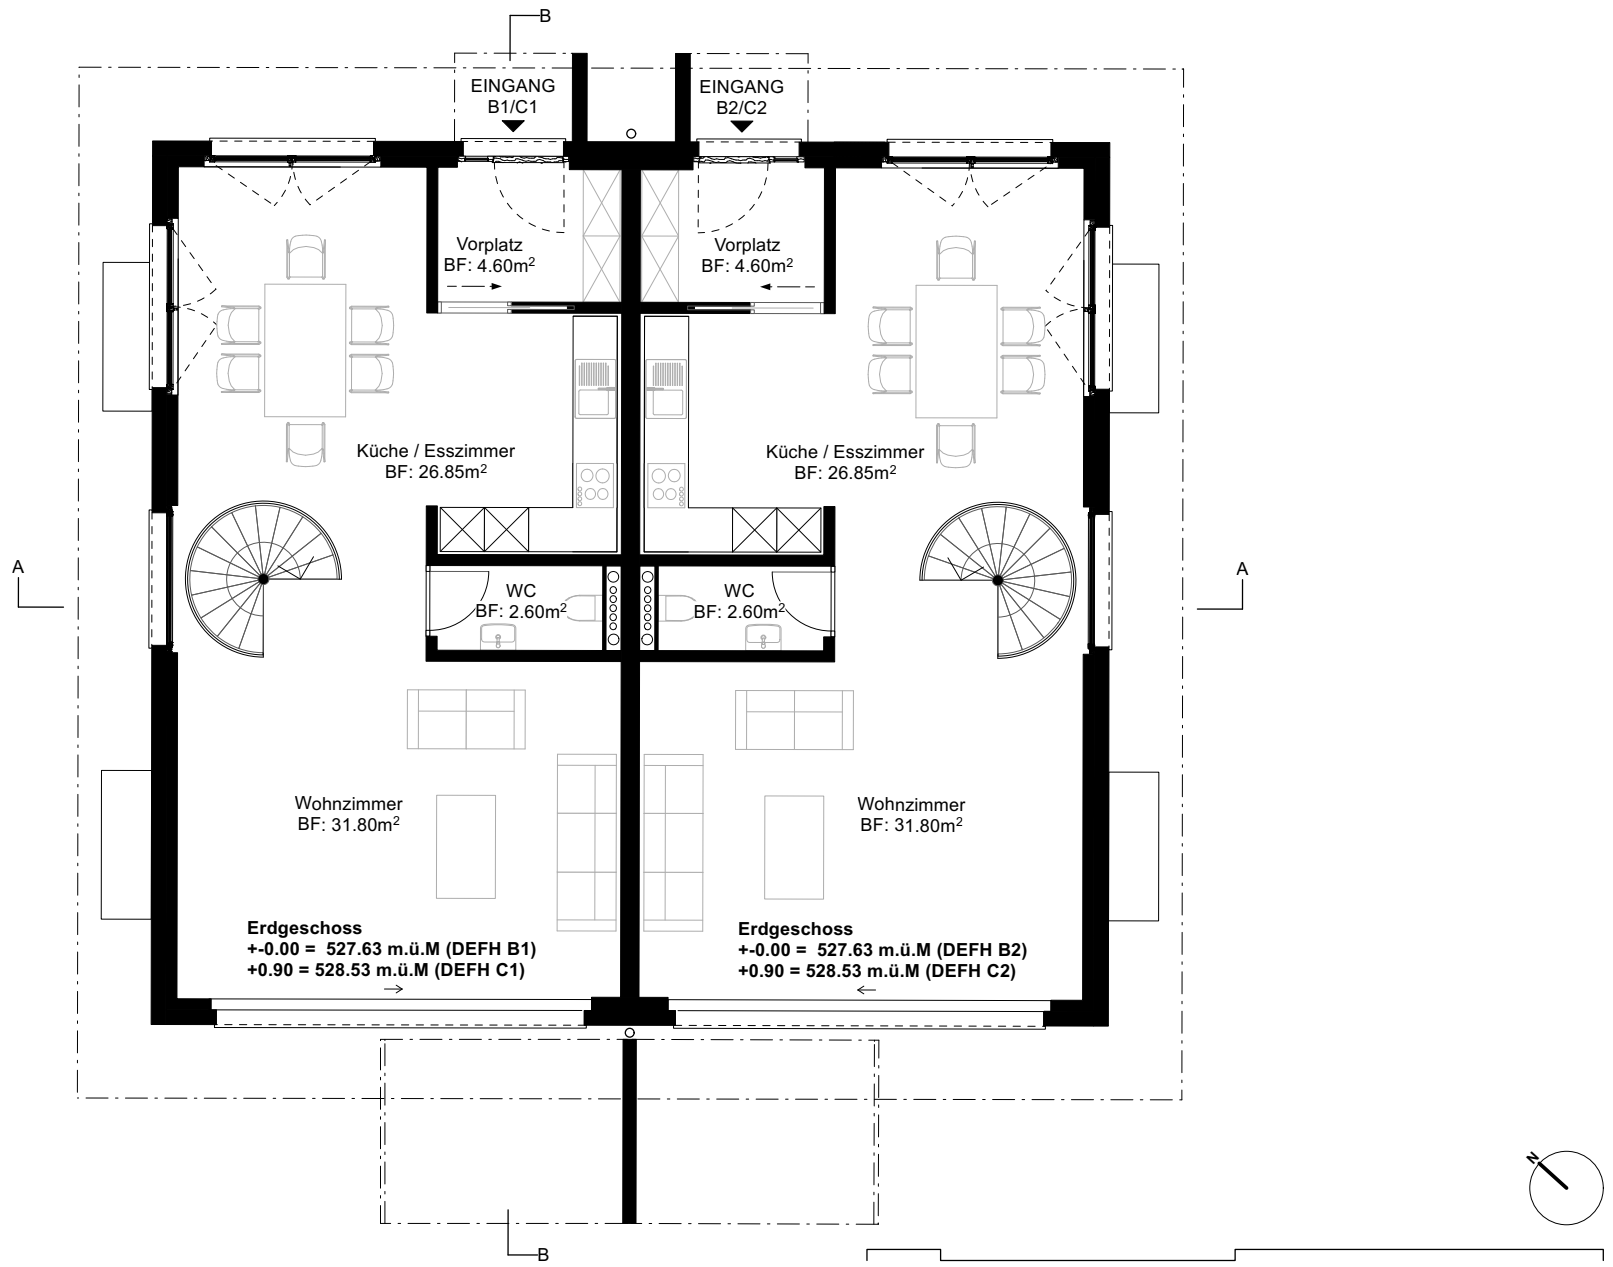 B
EINGANG
B1/C1
EINGANG
B2/C2
Vorplatz
BF: 4.60m²
Vorplatz
BF: 4.60m²
Küche / Esszimmer
BF: 26.85m²
Küche / Esszimmer
BF: 26.85m²
A
A
WC
BF: 2.60m²
WC
BF: 2.60m²
Wohnzimmer
BF: 31.80m²
Wohnzimmer
BF: 31.80m²
Erdgeschoss
+-0.00 = 527.63 m.ü.M (DEFH B1)
+0.90 = 528.53 m.ü.M (DEFH C1)
Erdgeschoss
+-0.00 = 527.63 m.ü.M (DEFH B2)
+0.90 = 528.53 m.ü.M (DEFH C2)
N
B